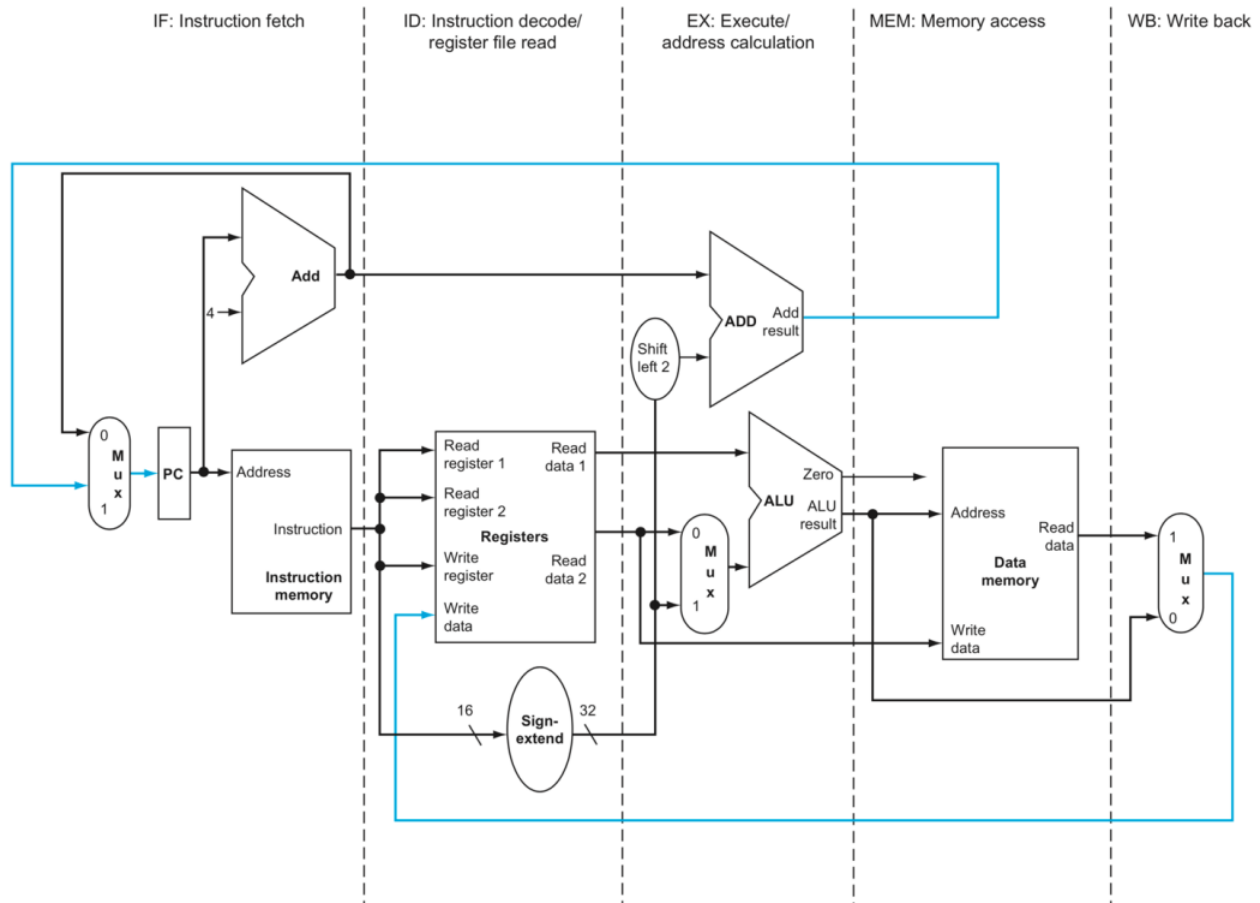 IF: Instruction fetch
ID: Instruction decode/
register file read
EX: Execute/
address calculation
MEM: Memory access
WB: Write back
Add
4
ADD
Add
result
Shift
left 2
0
M
u
x
1
PC
Address
Instruction
Instruction
memory
Read
register 1
Read
register 2
Registers
Write
register
Write
data
Read
data 1
Read
data 2
16
Sign-
extend
32
0
M
u
x
1
Zero
ALU
ALU
result
Address
Read
data
Data
memory
Write
data
1
M
u
x
0